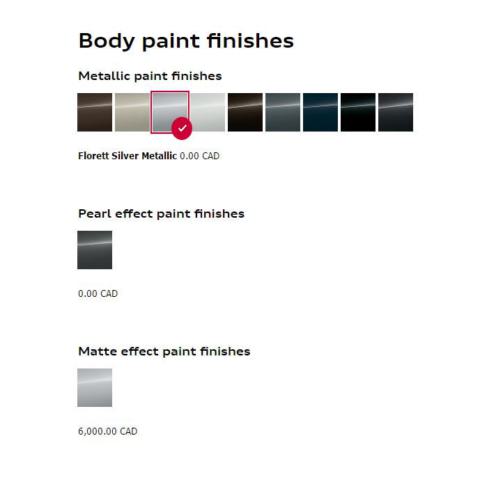 Body paint finishes
Metallic paint finishes
Florett Silver Metallic 0.00 CAD
Pearl effect paint finishes
0.00 CAD
Matte effect paint finishes
6,000.00 CAD